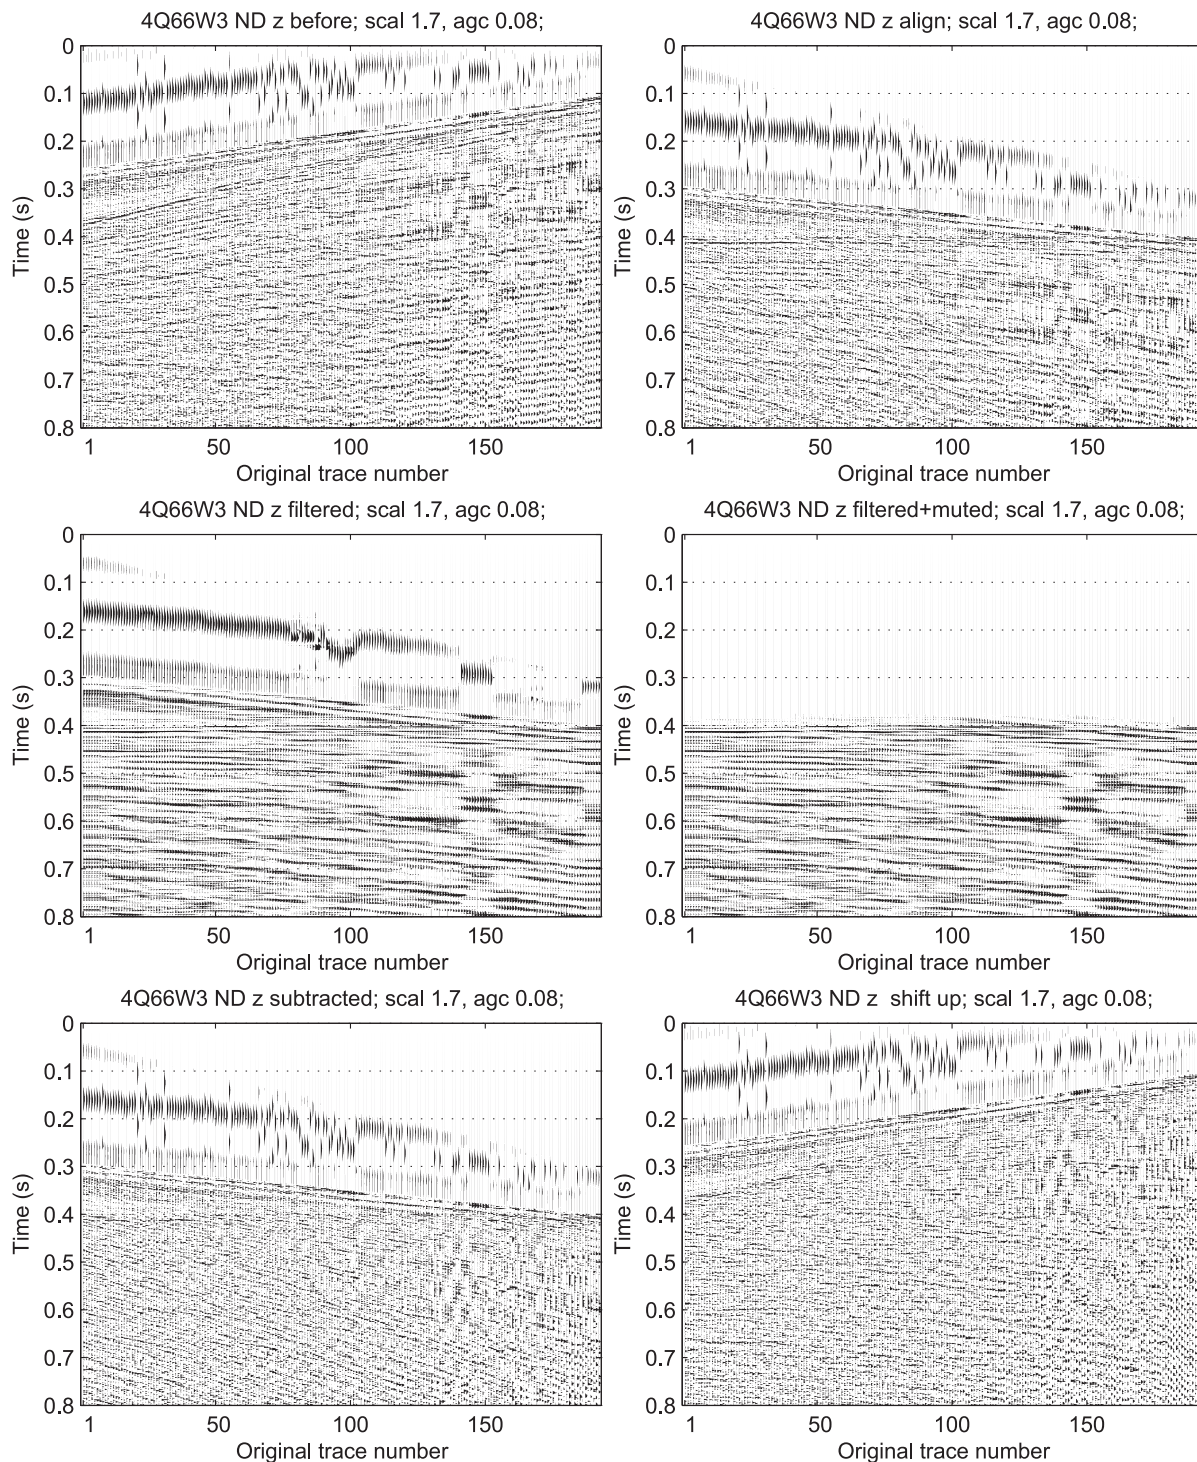 4Q66W3 ND z before; scal 1.7, agc 0.08;
0
0.1
0.2
0.3
0.4
0.5
0.6
0.7
0.8
Time (s)
1 50 100 150
Original trace number
4Q66W3 ND z align; scal 1.7, agc 0.08;
0
0.1
0.2
0.3
0.4
0.5
0.6
0.7
0.8
Time (s)
1 50 100 150
Original trace number
4Q66W3 ND z filtered; scal 1.7, agc 0.08;
0
0.1
0.2
0.3
0.4
0.5
0.6
0.7
0.8
Time (s)
1 50 100 150
Original trace number
4Q66W3 ND z filtered+muted; scal 1.7, agc 0.08;
0
0.1
0.2
0.3
0.4
0.5
0.6
0.7
0.8
Time (s)
1 50 100 150
Original trace number
4Q66W3 ND z subtracted; scal 1.7, agc 0.08;
0
0.1
0.2
0.3
0.4
0.5
0.6
0.7
0.8
Time (s)
1 50 100 150
Original trace number
4Q66W3 ND z  shift up; scal 1.7, agc 0.08;
0
0.1
0.2
0.3
0.4
0.5
0.6
0.7
0.8
Time (s)
1 50 100 150
Original trace number